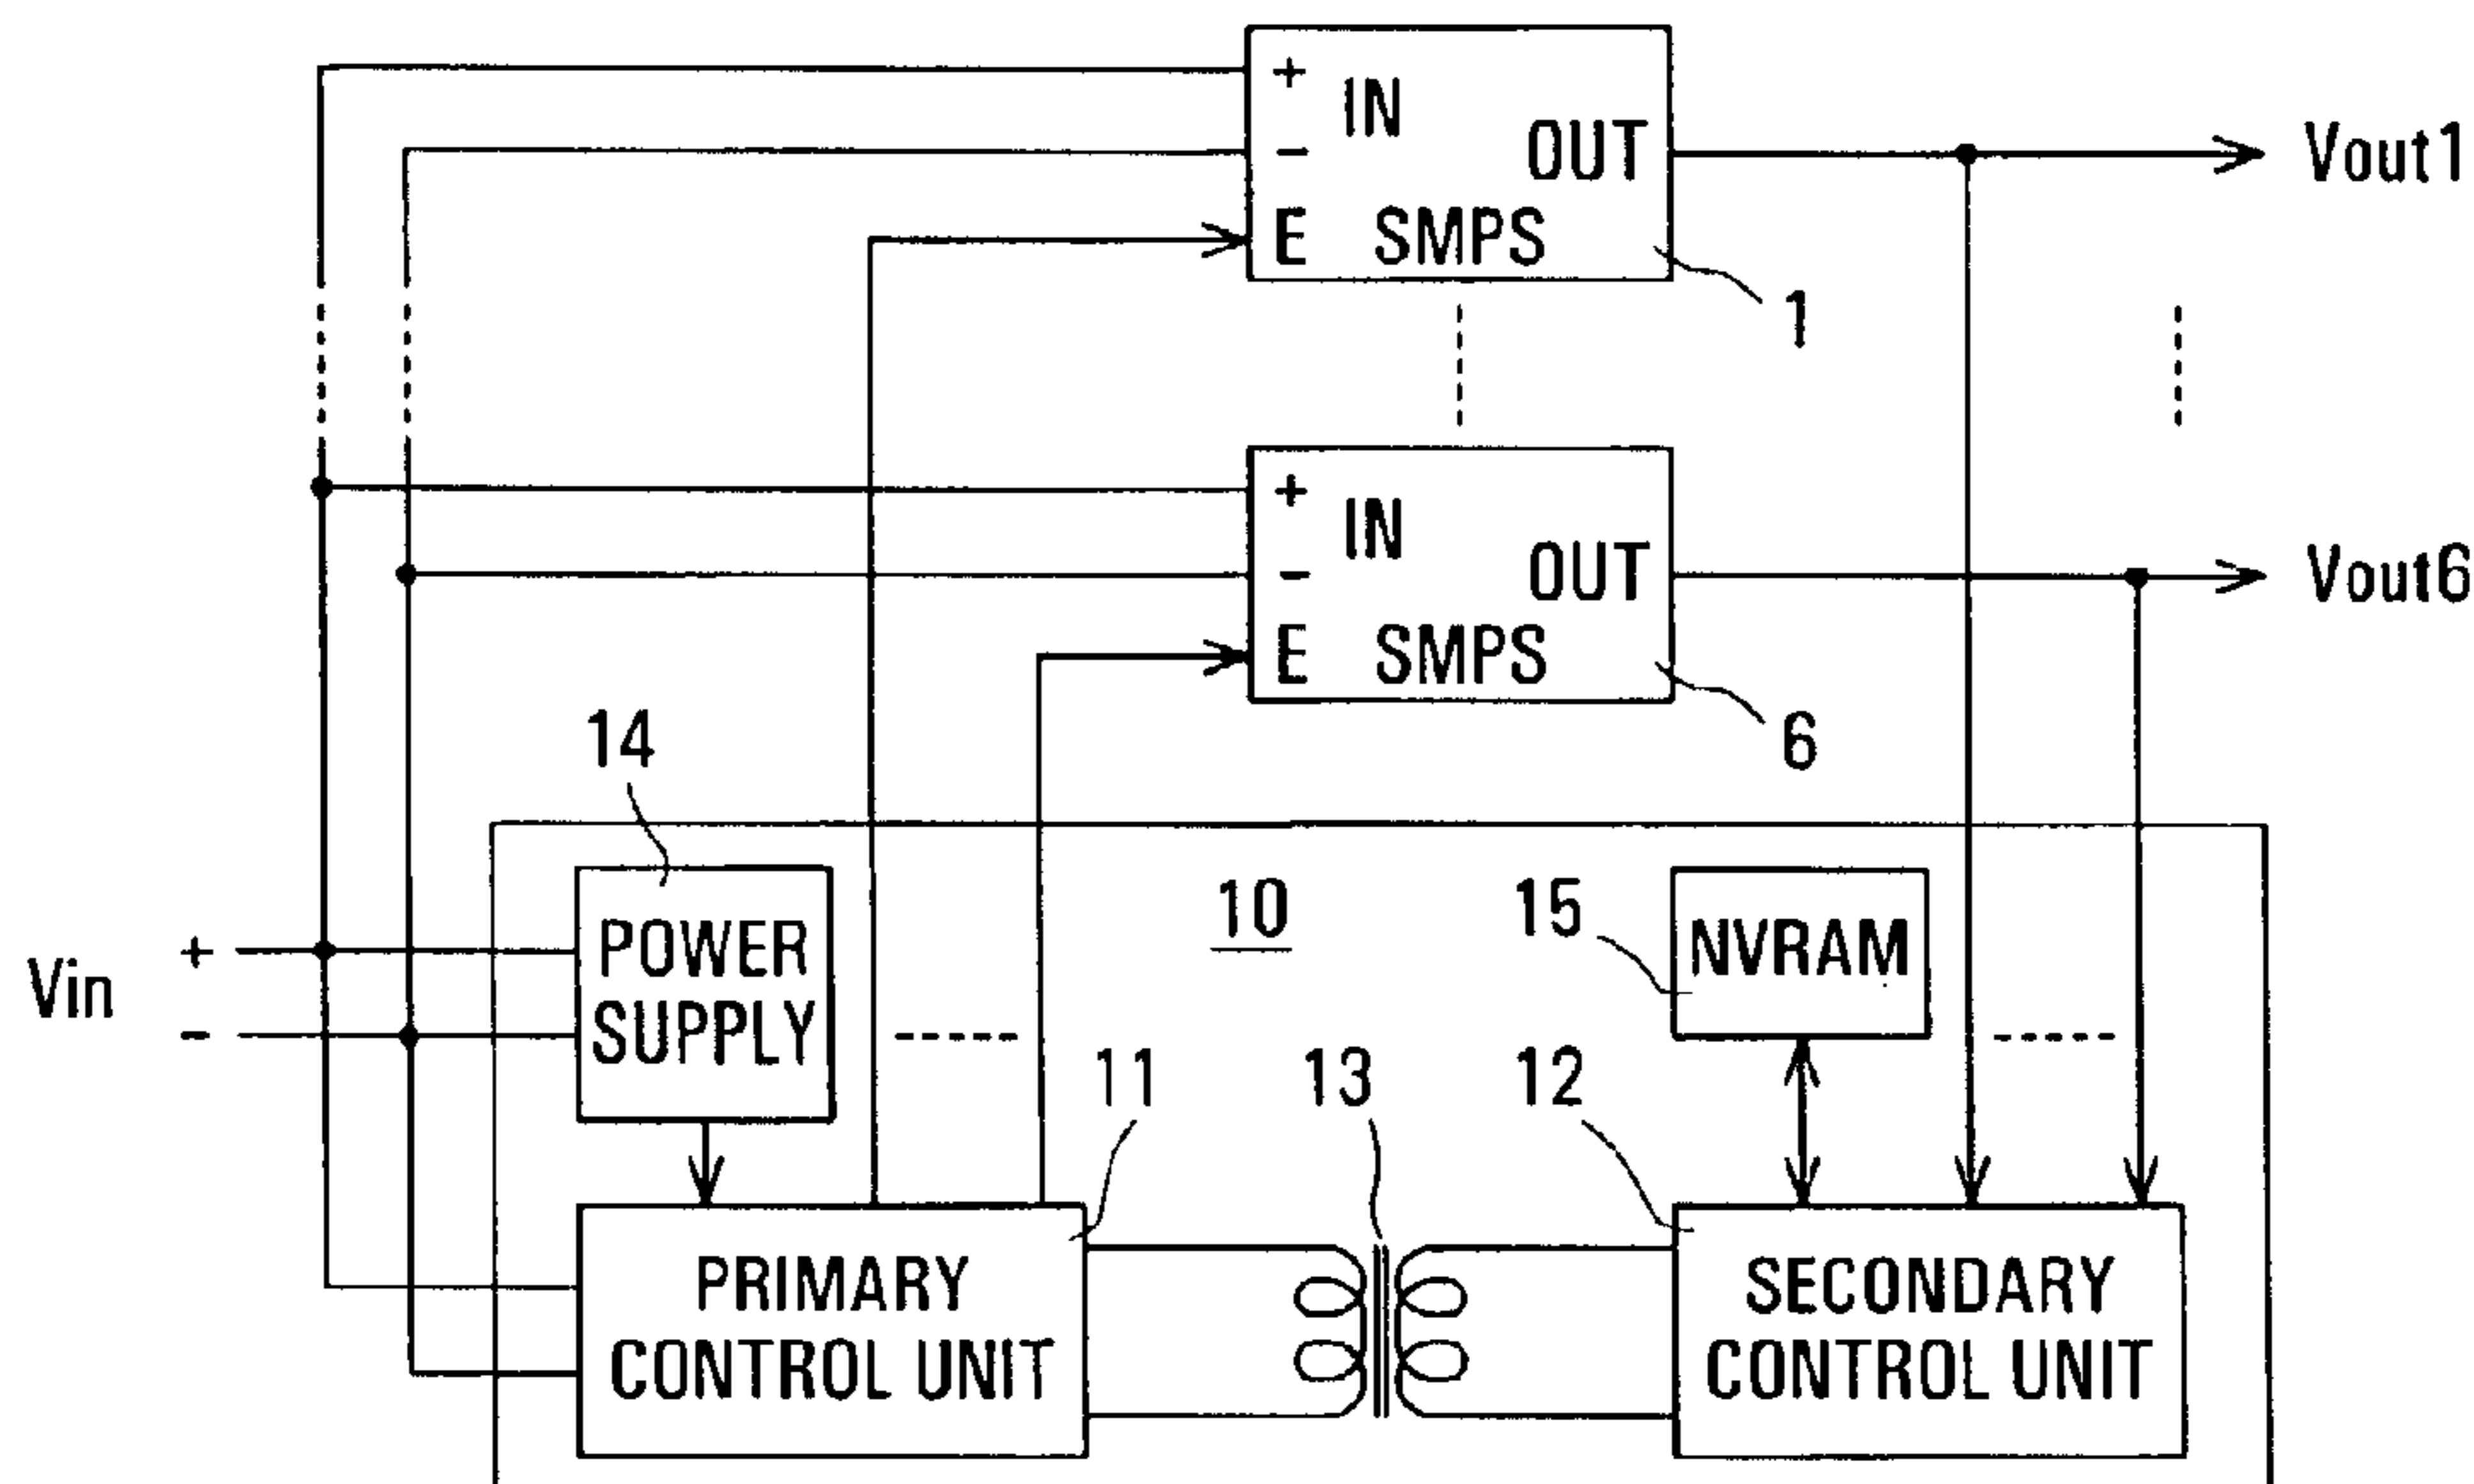 + IN
- OUT
E SMPS
Vout1
1
+ IN
- OUT
E SMPS
Vout6
6
14
10
15
POWER
SUPPLY
NVRAM
Vin
+
-
11
13
12
PRIMARY
CONTROL UNIT
SECONDARY
CONTROL UNIT